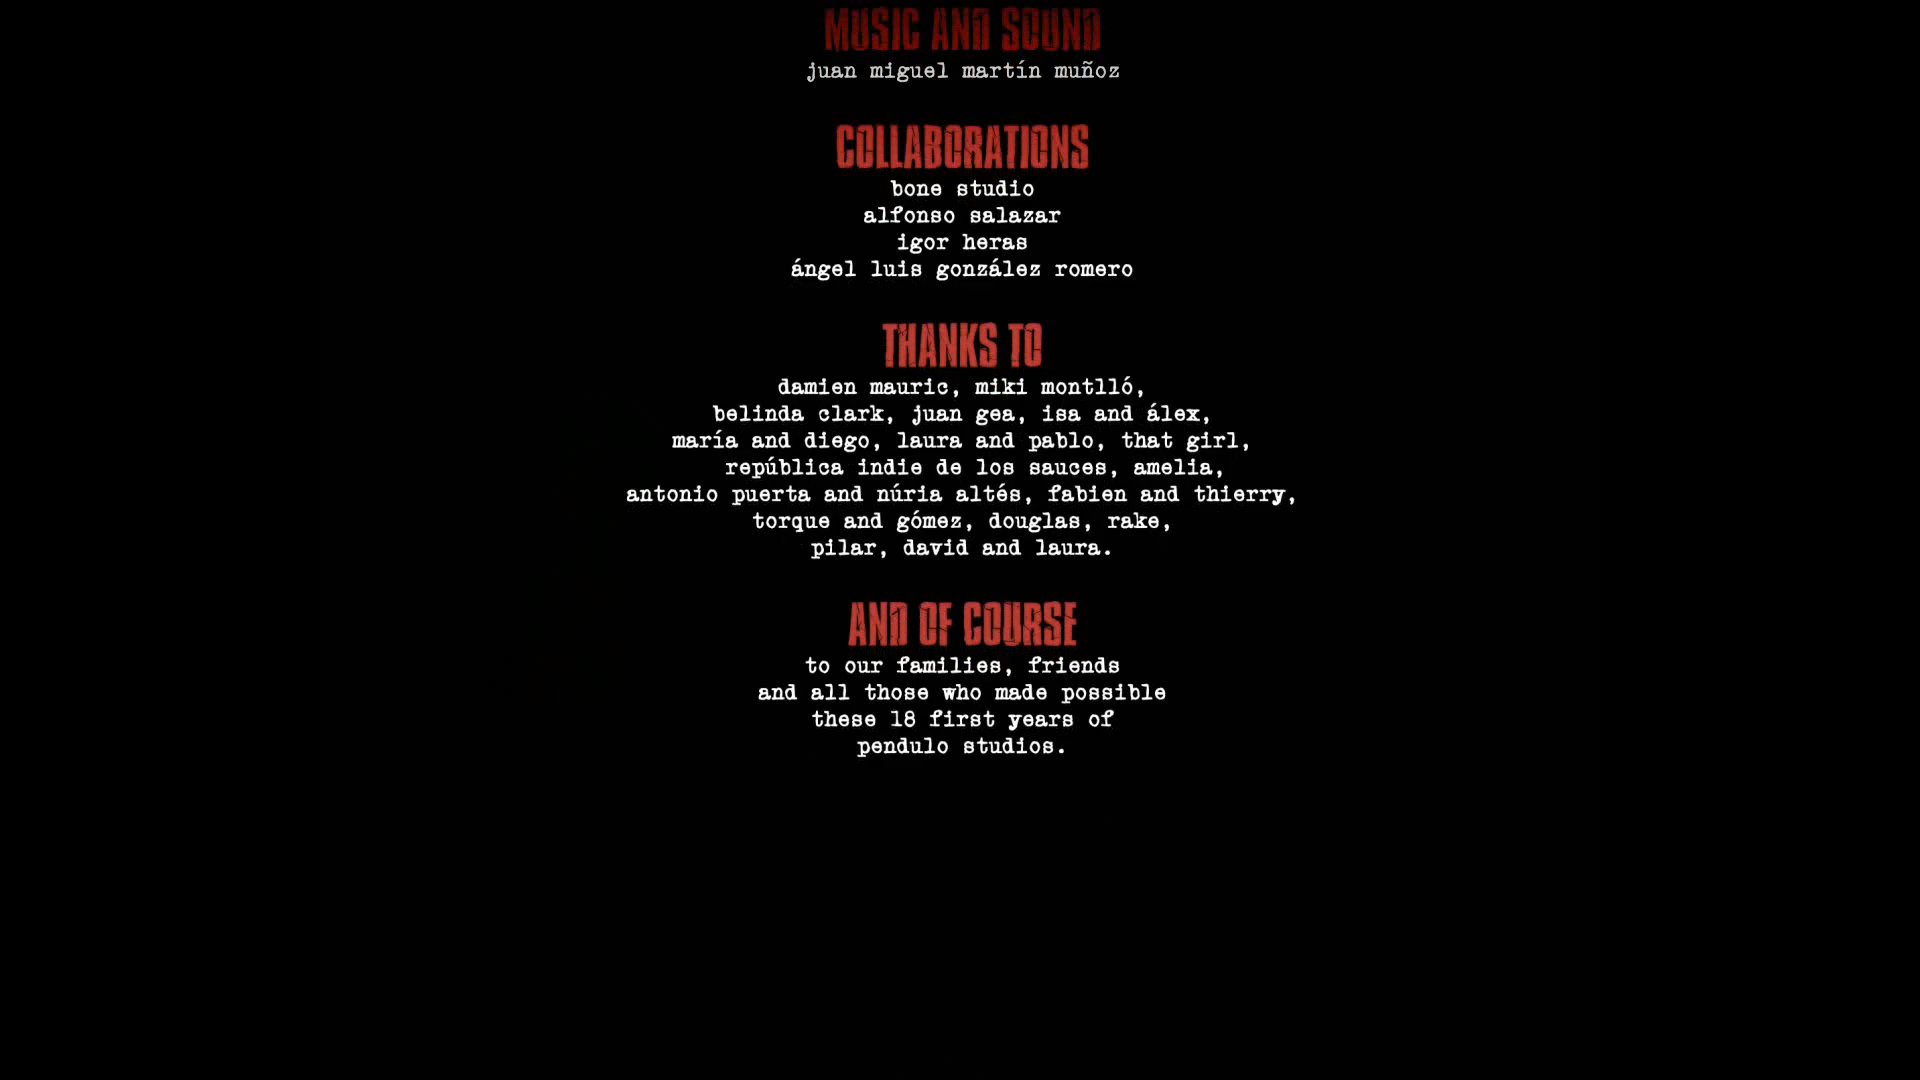 MUSIC AND SOUND
juan miguel martín muñoz
COLLABORATIONS
bone studio
alfonso salazar
igor heras
ángel luis gonzález romero
THANKS TO
damien mauric, miki montlló,
belinda clark, juan gea, isa and álex,
maría and diego, laura and pablo, that girl,
república indie de los sauces, amelia,
antonio puerta and núria altés, fabien and thierry,
torque and gómez, douglas, rake,
pilar, david and laura.
AND OF COURSE
to our families, friends
and all those who made possible
these 18 first years of
pendulo studios.